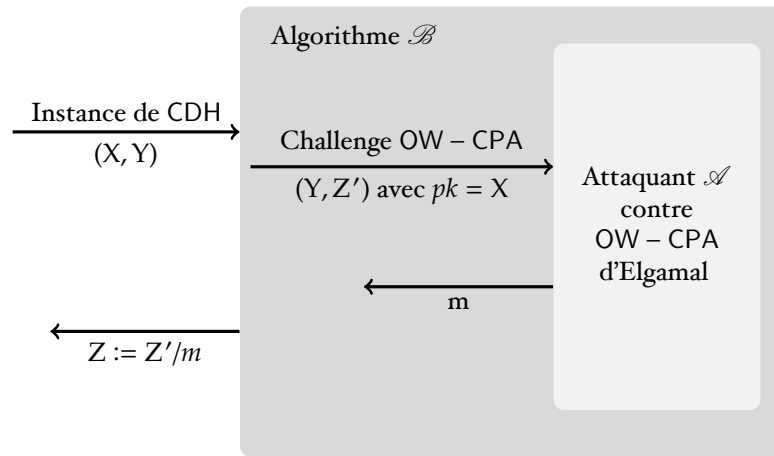 Algorithme ℬ
Instance de CDH
(X, Y)
Challenge OW – CPA
(Y, Z′) avec pk = X
Attaquant 𝒜
contre
OW – CPA
d'Elgamal
m
Z := Z′/m